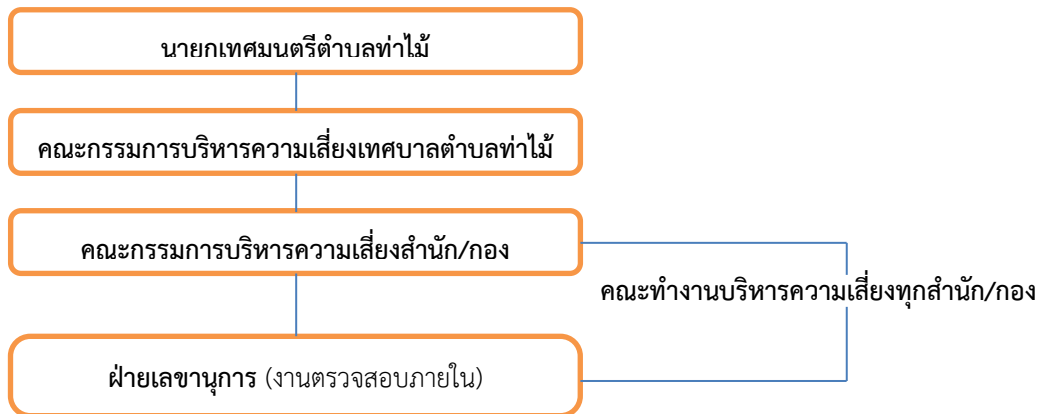 นายกเทศมนตรีตำบลท่าไม้
คณะกรรมการบริหารความเสี่ยงเทศบาลตำบลท่าไม้
คณะกรรมการบริหารความเสี่ยงสำนัก/กอง
คณะทำงานบริหารความเสี่ยงทุกสำนัก/กอง
ฝ่ายเลขานุการ (งานตรวจสอบภายใน)